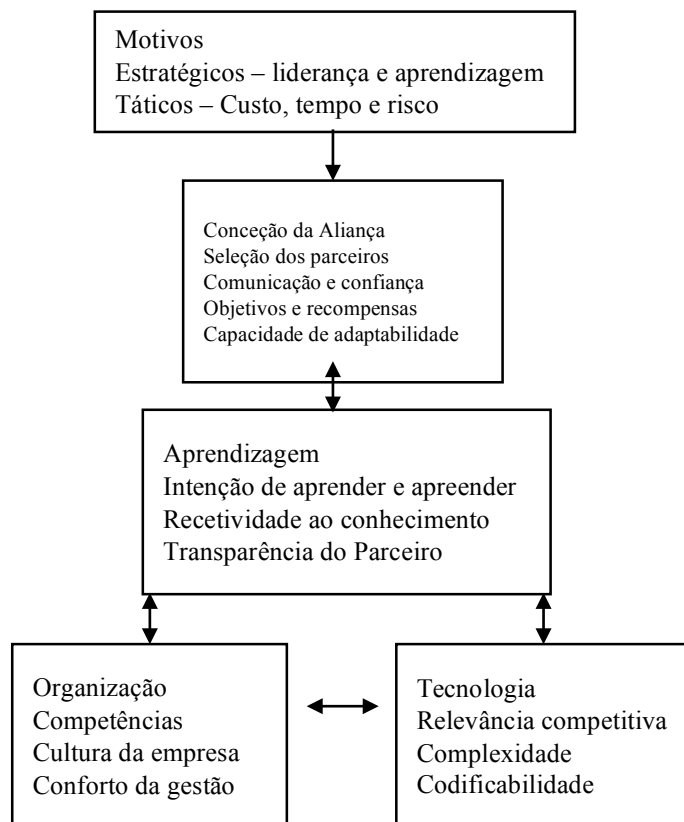 Motivos
Estratégicos – liderança e aprendizagem
Táticos – Custo, tempo e risco
Conceção da Aliança
Seleção dos parceiros
Comunicação e confiança
Objetivos e recompensas
Capacidade de adaptabilidade
Aprendizagem
Intenção de aprender e apreender
Recetividade ao conhecimento
Transparência do Parceiro
Organização
Competências
Cultura da empresa
Conforto da gestão
Tecnologia
Relevância competitiva
Complexidade
Codificabilidade